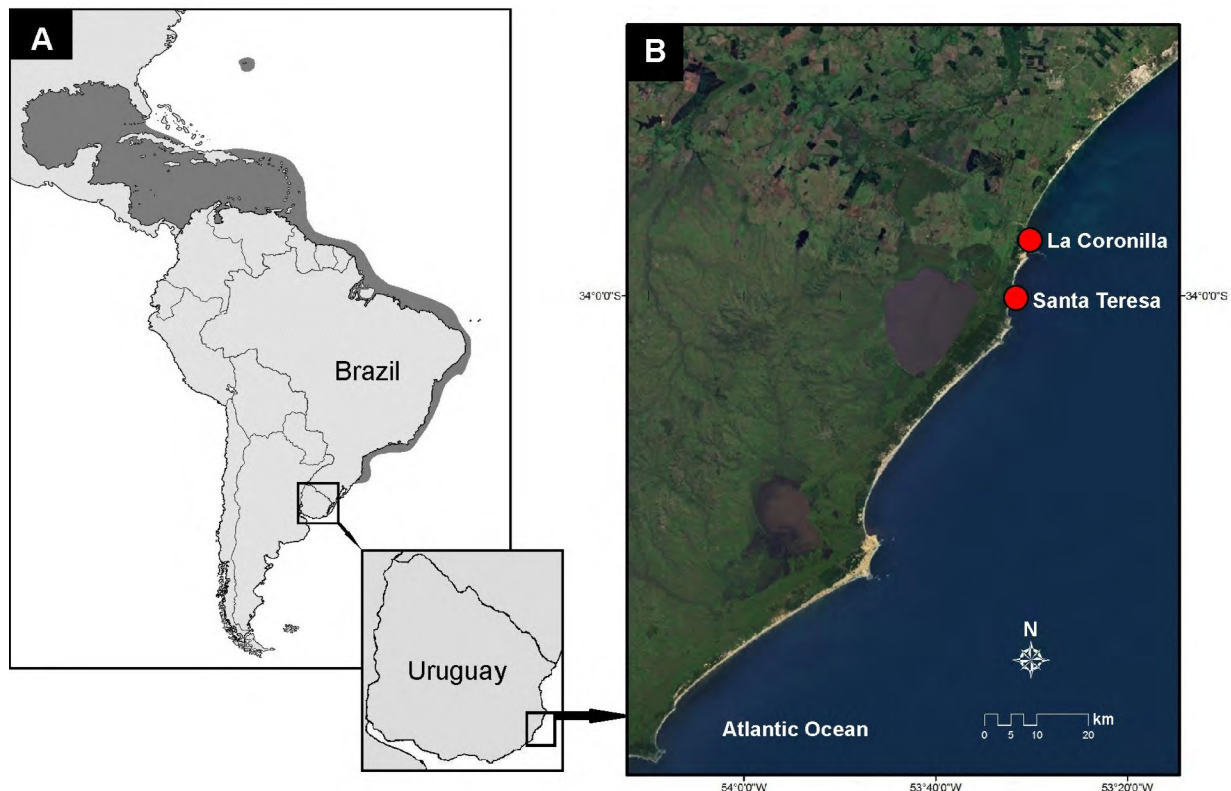 A
Brazil
Uruguay
B
La Coronilla
34°0'0"S
34°0'0"S
Santa Teresa
N
km
0 5 10 20
Atlantic Ocean
54°0'0"W
53°40'0"W
53°20'0"W